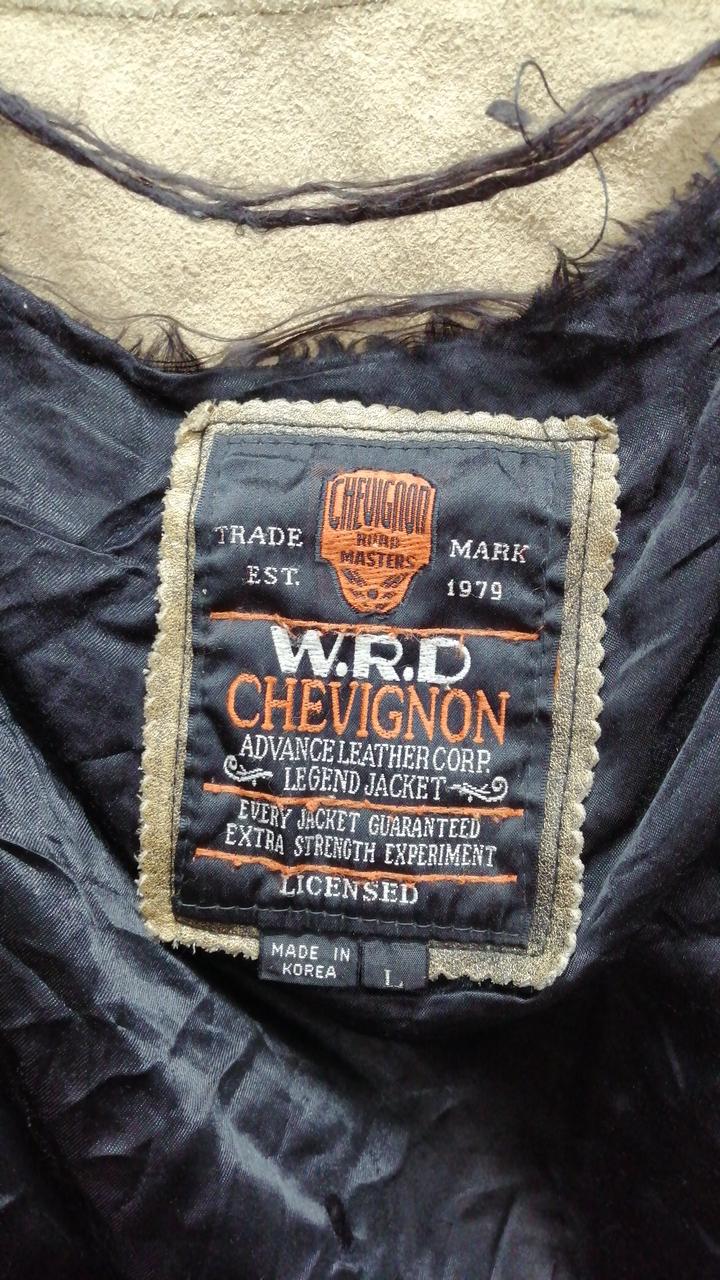 CHEVIGNON
ROAD
MASTERS
TRADE MARK
EST. 1979
W.R.D
CHEVIGNON
ADVANCE LEATHER CORP.
LEGEND JACKET
EVERY JACKET GUARANTEED
EXTRA STRENGTH EXPERIMENT
LICENSED
MADE IN
KOREA
L